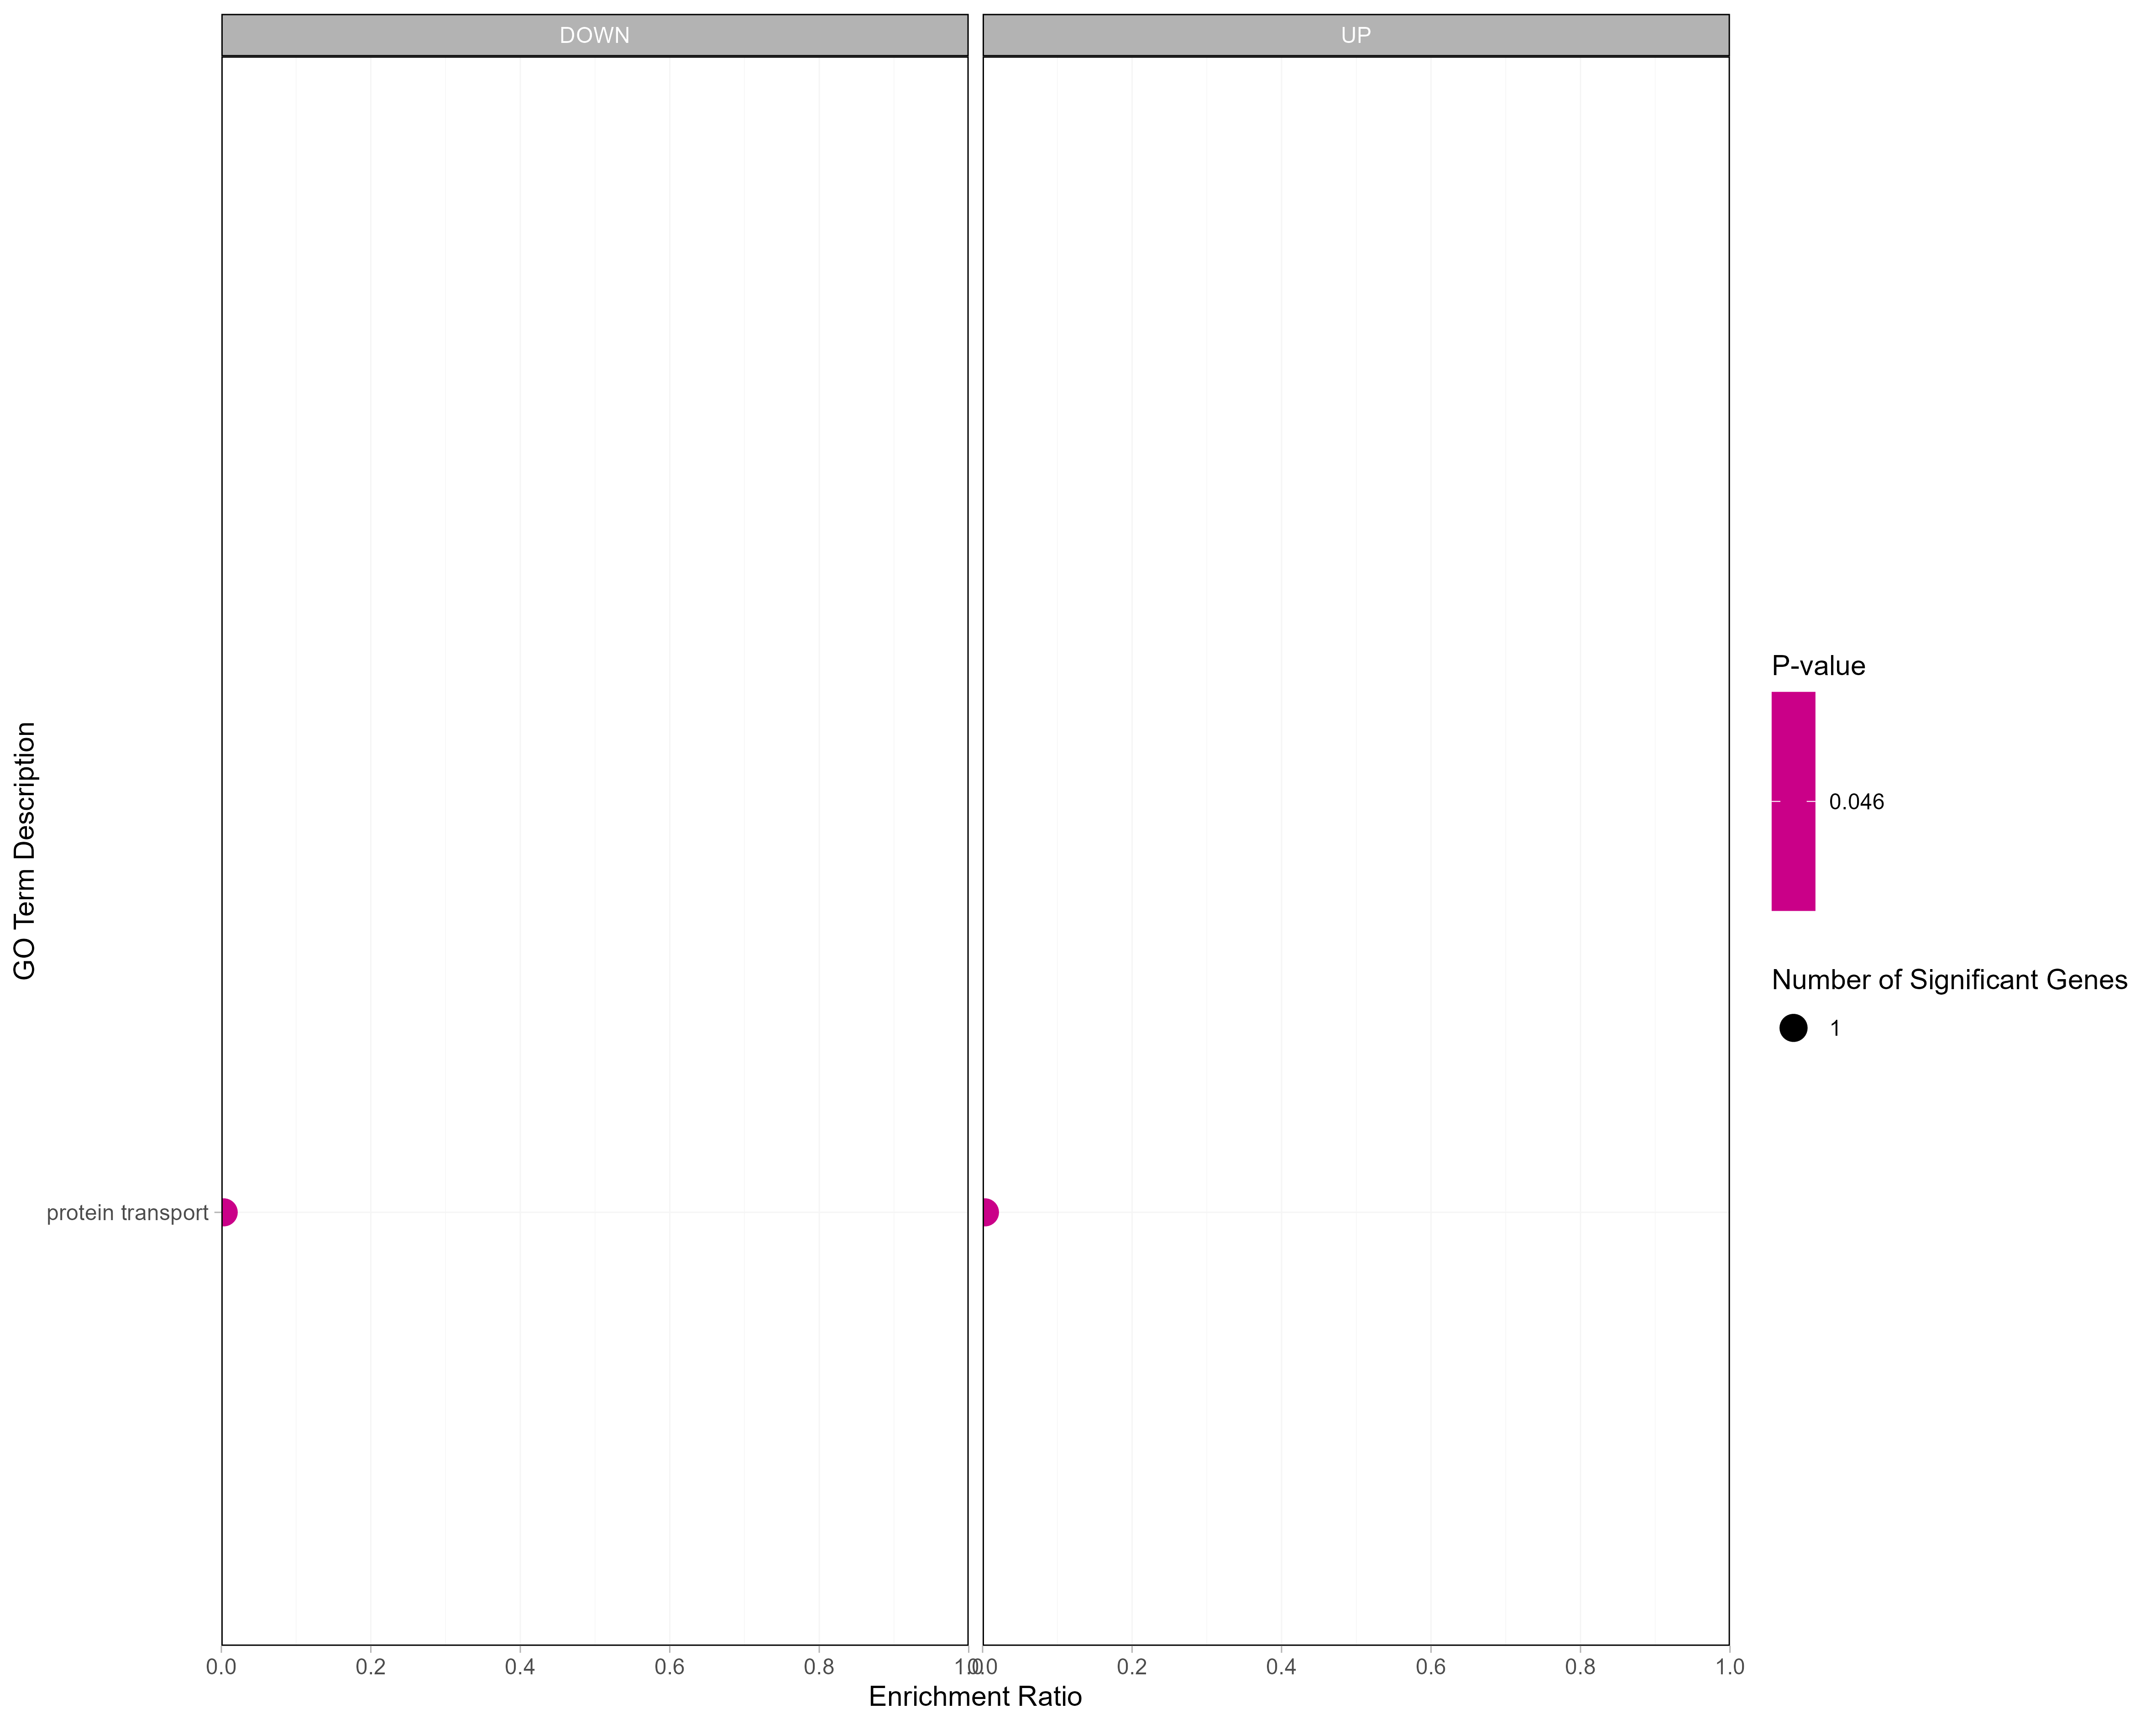 DOWN
UP
GO Term Description
protein transport
0.0 0.2 0.4 0.6 0.8 1.0
0.0 0.2 0.4 0.6 0.8 1.0
Enrichment Ratio
P-value
0.046
Number of Significant Genes
1